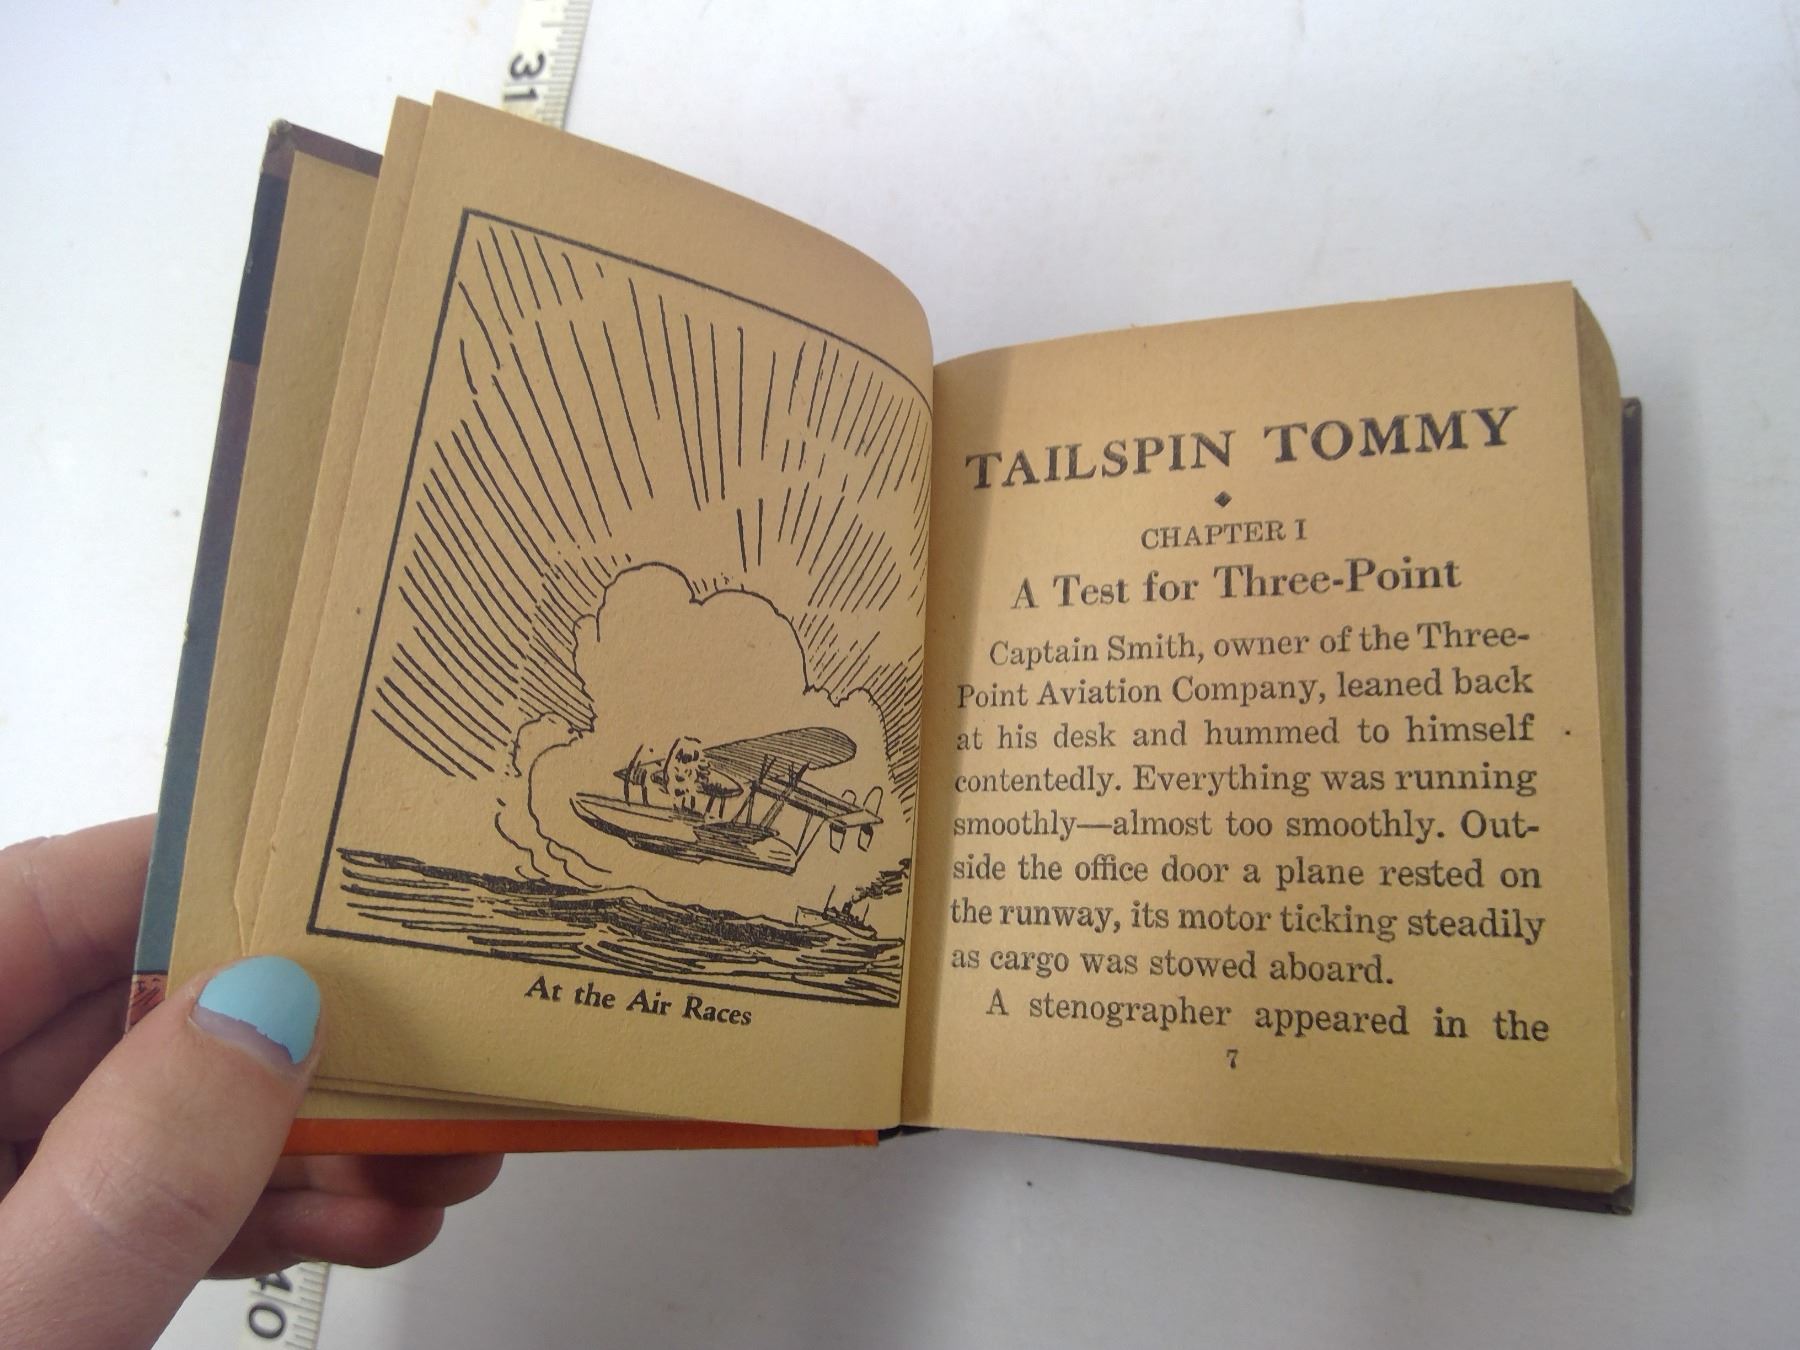 31
At the Air Races
40
TAILSPIN TOMMY
CHAPTER I
A Test for Three-Point
Captain Smith, owner of the Three-
Point Aviation Company, leaned back
at his desk and hummed to himself
contentedly. Everything was running
smoothly—almost too smoothly. Out-
side the office door a plane rested on
the runway, its motor ticking steadily
as cargo was stowed aboard.
A stenographer appeared in the
7